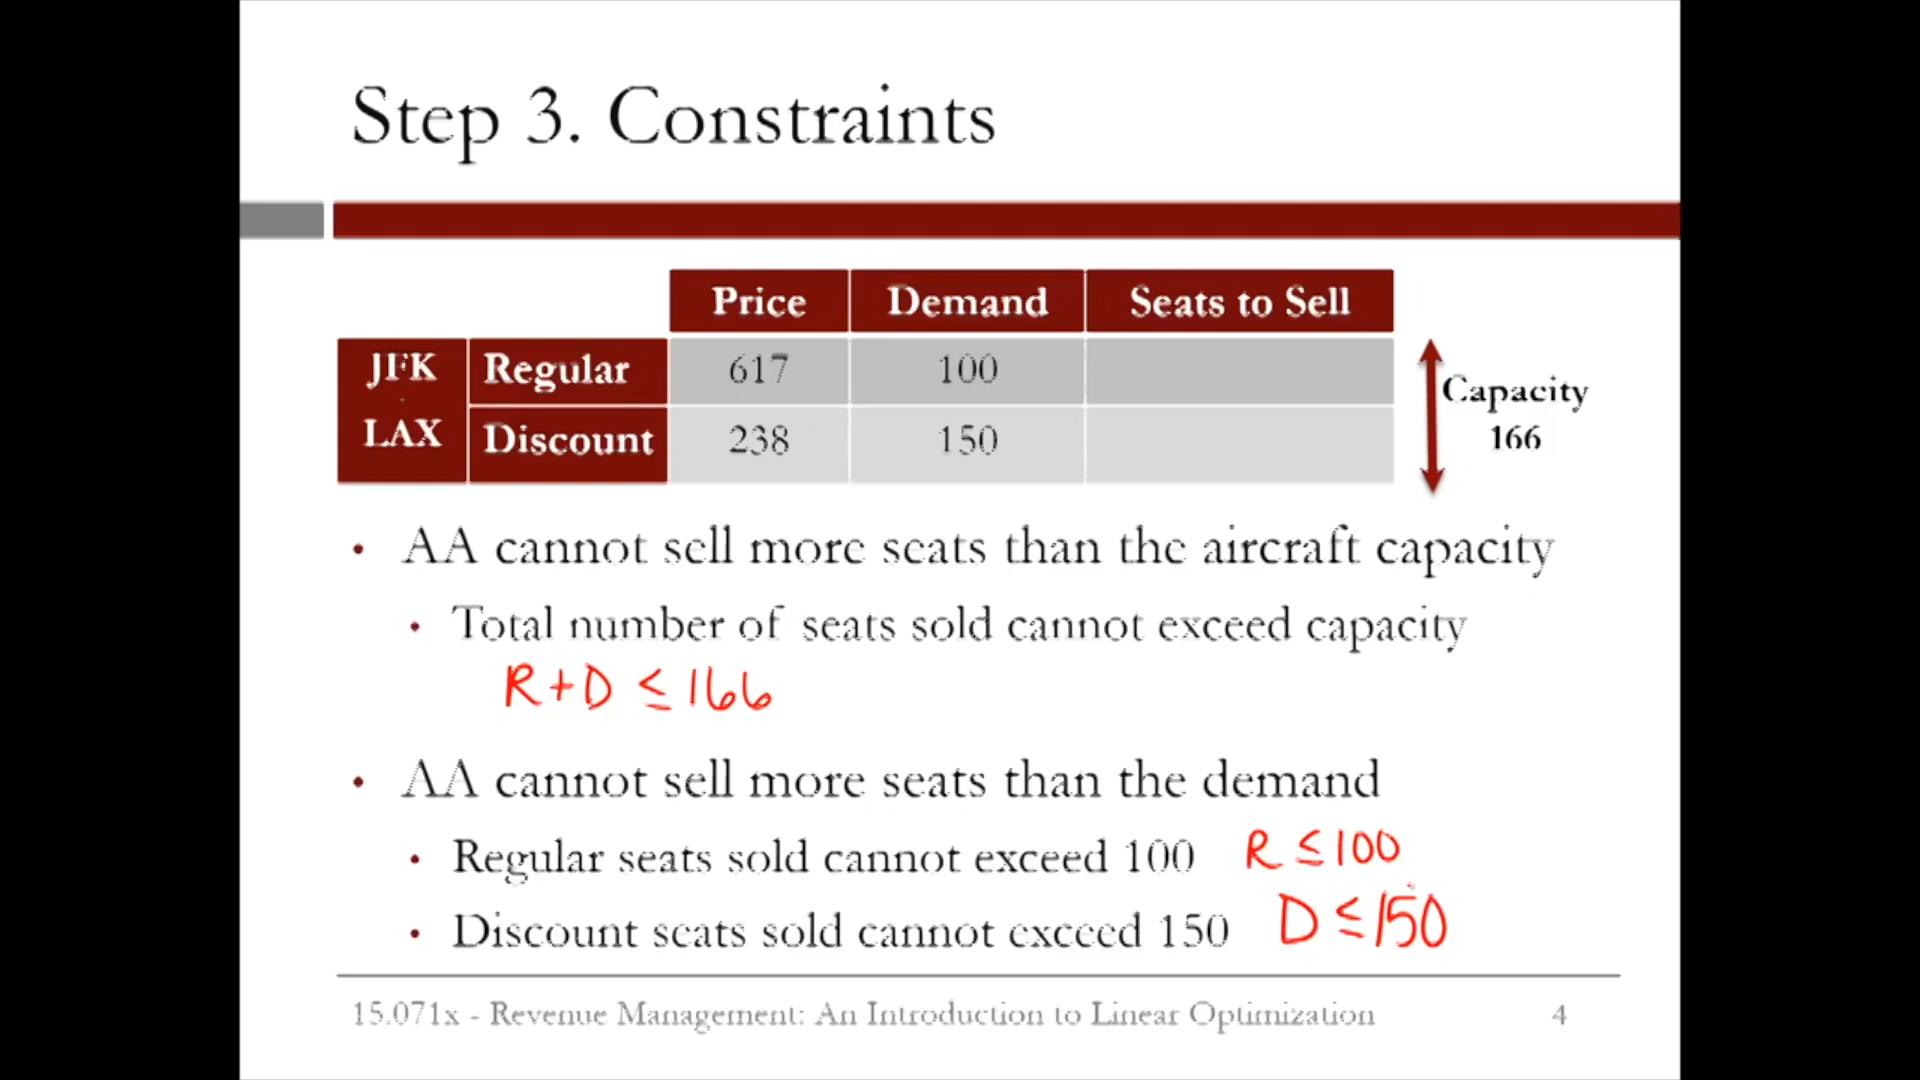 Step 3. Constraints
Price Demand Seats to Sell
JFK Regular 617 100
- LAX Discount 238 150
Capacity
166
• AA cannot sell more seats than the aircraft capacity
• Total number of seats sold cannot exceed capacity
R+D ≤ 166
• AA cannot sell more seats than the demand
• Regular seats sold cannot exceed 100 R ≤ 100
• Discount seats sold cannot exceed 150 D ≤ 150
15.071x - Revenue Management: An Introduction to Linear Optimization 4